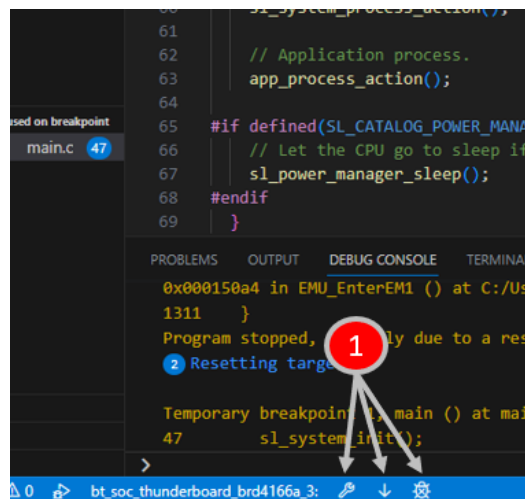 60 sl_system_process_action();
61
62 // Application process.
63 app_process_action();
64
used on breakpoint
65 #if defined(SL_CATALOG_POWER_MANA
main.c 47
66 // Let the CPU go to sleep if
67 sl_power_manager_sleep();
68 #endif
69 }
PROBLEMS OUTPUT DEBUG CONSOLE TERMINA
0x000150a4 in EMU_EnterEM1 () at C:/Us
1311 }
Program stopped, ly due to a res
1
2 Resetting targe
Temporary breakpoint 1, main () at mai
47 sl_system_init();
>
0 bt_soc_thunderboard_brd4166a_3: